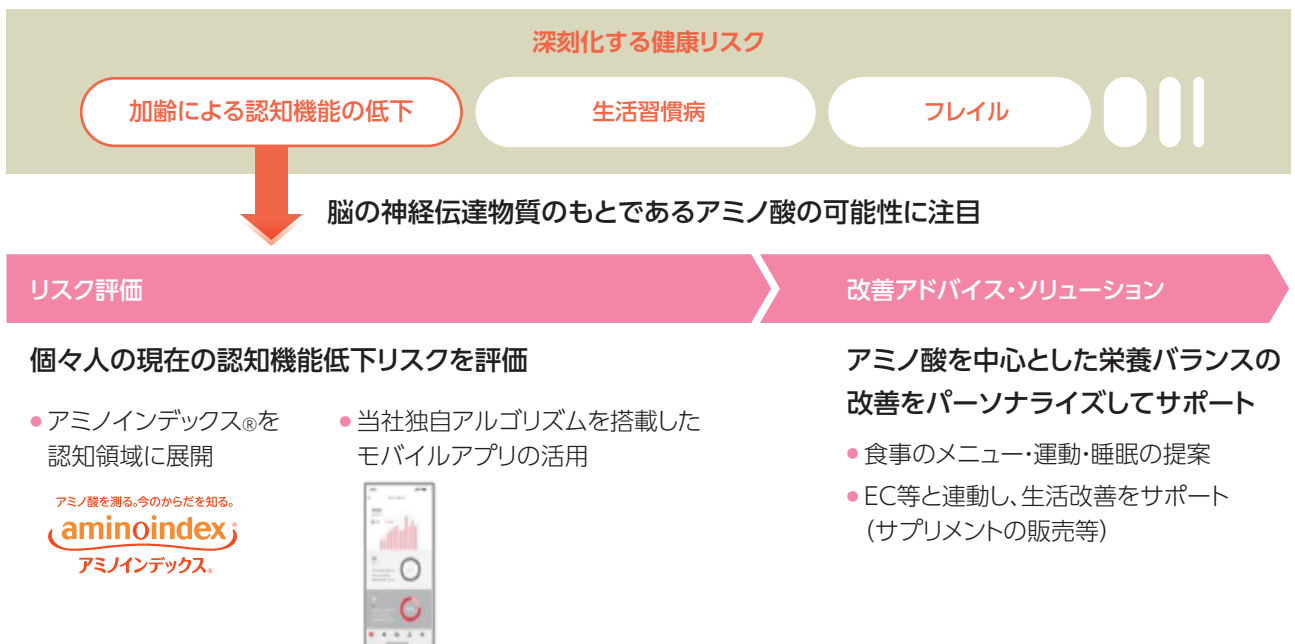 深刻化する健康リスク
加齢による認知機能の低下
生活習慣病
フレイル
脳の神経伝達物質のもとであるアミノ酸の可能性に注目
リスク評価
改善アドバイス・ソリューション
個々人の現在の認知機能低下リスクを評価
●アミノインデックス®を
認知領域に展開
アミノ酸を測る。今のからだを知る。
aminoindex®
アミノインデックス®
●当社独自アルゴリズムを搭載した
モバイルアプリの活用
アミノ酸を中心とした栄養バランスの
改善をパーソナライズしてサポート
●食事のメニュー・運動・睡眠の提案
●EC等と連動し、生活改善をサポート
（サプリメントの販売等）